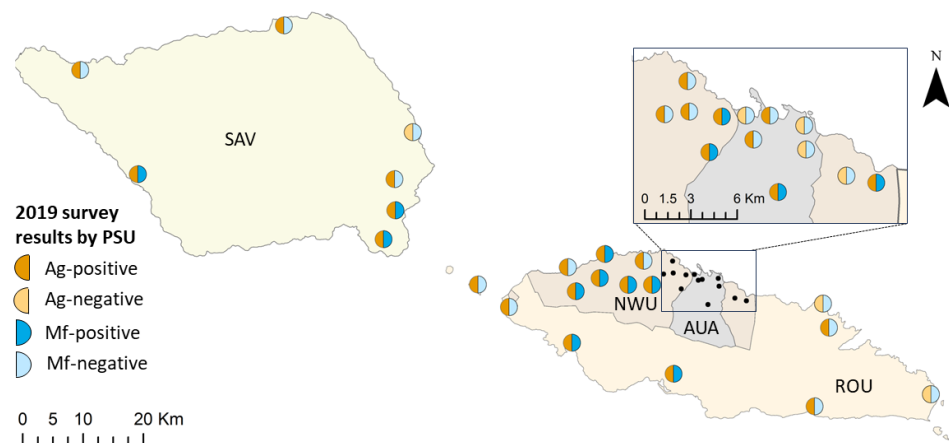 N
SAV
0 1.5 3 6 Km
2019 survey
results by PSU
Ag-positive
Ag-negative
Mf-positive
Mf-negative
NWU
AUA
ROU
0 5 10 20 Km